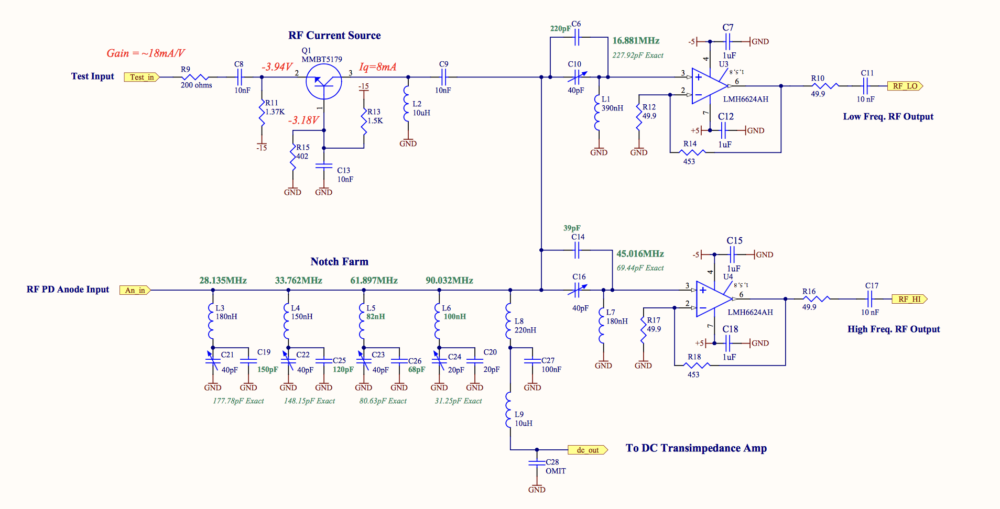 RF Current Source
Gain = ~18mA/V
Test Input
Test_in
R9
200 ohms
C8
10nF
-3.94V
2
Q1
MMBT5179
3
Iq=8mA
1
R11
1.37K
-15
-3.18V
-15
R13
1.5K
R15
402
GND
C13
10nF
GND
L2
10uH
GND
C9
10nF
220pF
C6
C10
40pF
16.881MHz
227.92pF Exact
L1
390nH
GND
R12
49.9
GND
3
2
-5
C7
GND
1uF
4
U3
1,5,8
6
LMH6624AH
7
C12
+5
GND
1uF
R14
453
R10
49.9
C11
10 nF
RF_LO
Low Freq. RF Output
Notch Farm
RF PD Anode Input
An_in
28.135MHz
33.762MHz
61.897MHz
90.032MHz
L3
180nH
L4
150nH
L5
82nH
L6
100nH
L8
220nH
C21
40pF
C19
150pF
C22
40pF
C25
120pF
C23
40pF
C26
68pF
C24
20pF
C20
20pF
C27
100nF
GND
GND
GND
GND
GND
GND
GND
GND
GND
177.78pF Exact
148.15pF Exact
80.63pF Exact
31.25pF Exact
L9
10uH
dc_out
To DC Transimpedance Amp
C28
OMIT
GND
39pF
C14
C16
40pF
45.016MHz
69.44pF Exact
L7
180nH
GND
R17
49.9
GND
3
2
-5
C15
GND
1uF
4
U4
1,5,8
6
LMH6624AH
7
C18
+5
GND
1uF
R18
453
R16
49.9
C17
10 nF
RF_HI
High Freq. RF Output